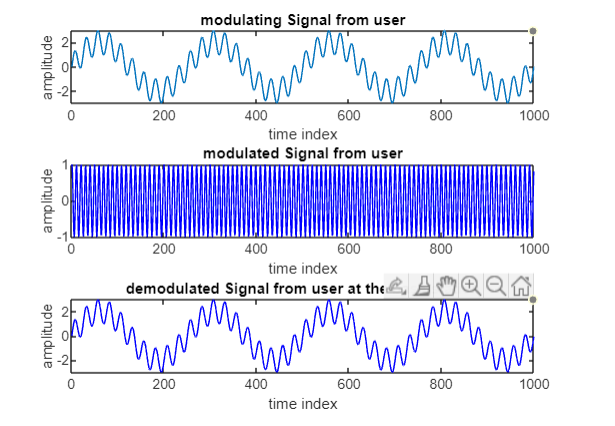 modulating Signal from user
2
0
-2
amplitude
0 200 400 600 800 1000
time index
modulated Signal from user
1
0
-1
amplitude
0 200 400 600 800 1000
time index
demodulated Signal from user at the
2
0
-2
amplitude
0 200 400 600 800 1000
time index